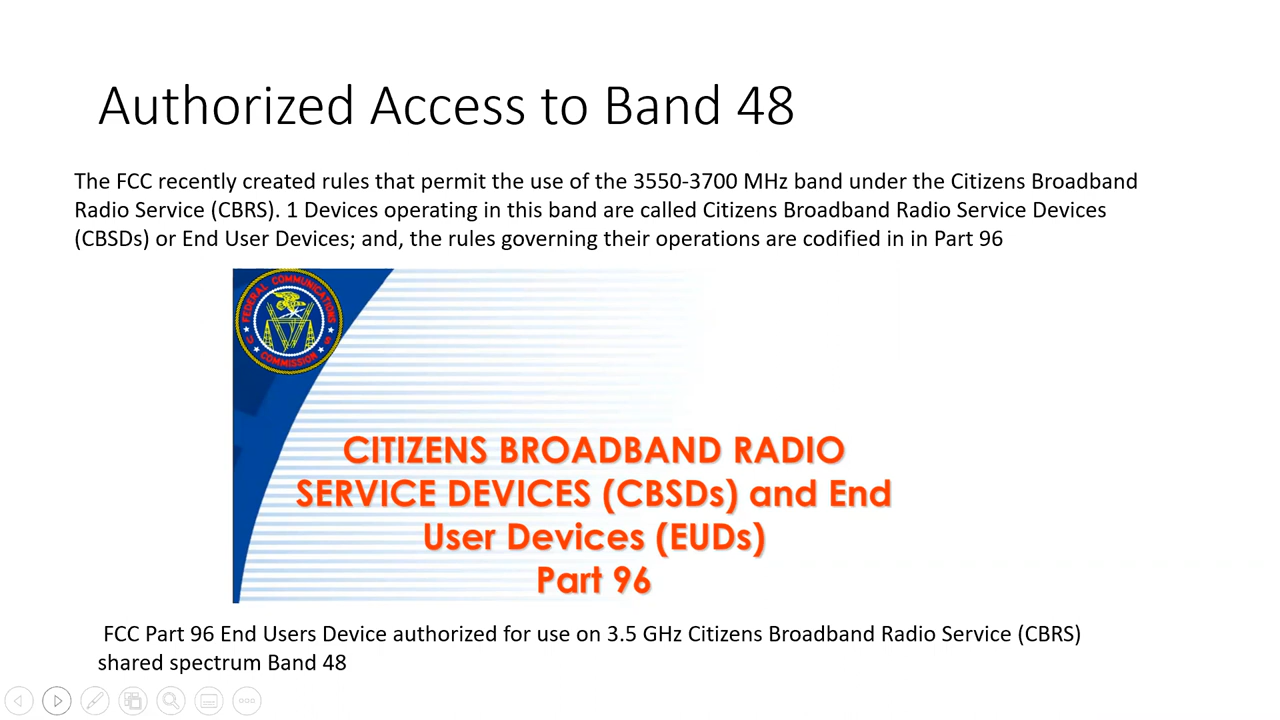 Authorized Access to Band 48
The FCC recently created rules that permit the use of the 3550-3700 MHz band under the Citizens Broadband
Radio Service (CBRS). 1 Devices operating in this band are called Citizens Broadband Radio Service Devices
(CBSDs) or End User Devices; and, the rules governing their operations are codified in in Part 96
FEDERAL COMMUNICATIONS
COMMISSION
CITIZENS BROADBAND RADIO
SERVICE DEVICES (CBSDs) and End
User Devices (EUDs)
Part 96
FCC Part 96 End Users Device authorized for use on 3.5 GHz Citizens Broadband Radio Service (CBRS)
shared spectrum Band 48